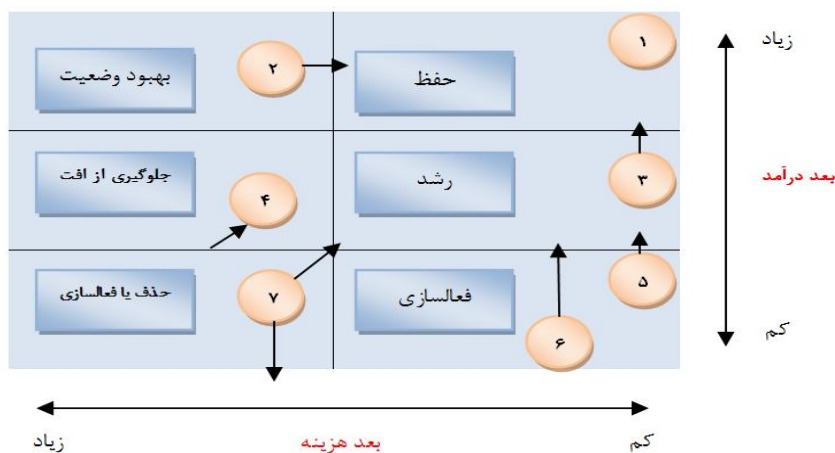 زیاد
۱
حفظ
۲
بهبود وضعیت
بعد درآمد
۳
رشد
۴
جلوگیری از افت
۵
۶
فعالسازی
۷
حذف یا فعالسازی
کم
کم
بعد هزینه
زیاد